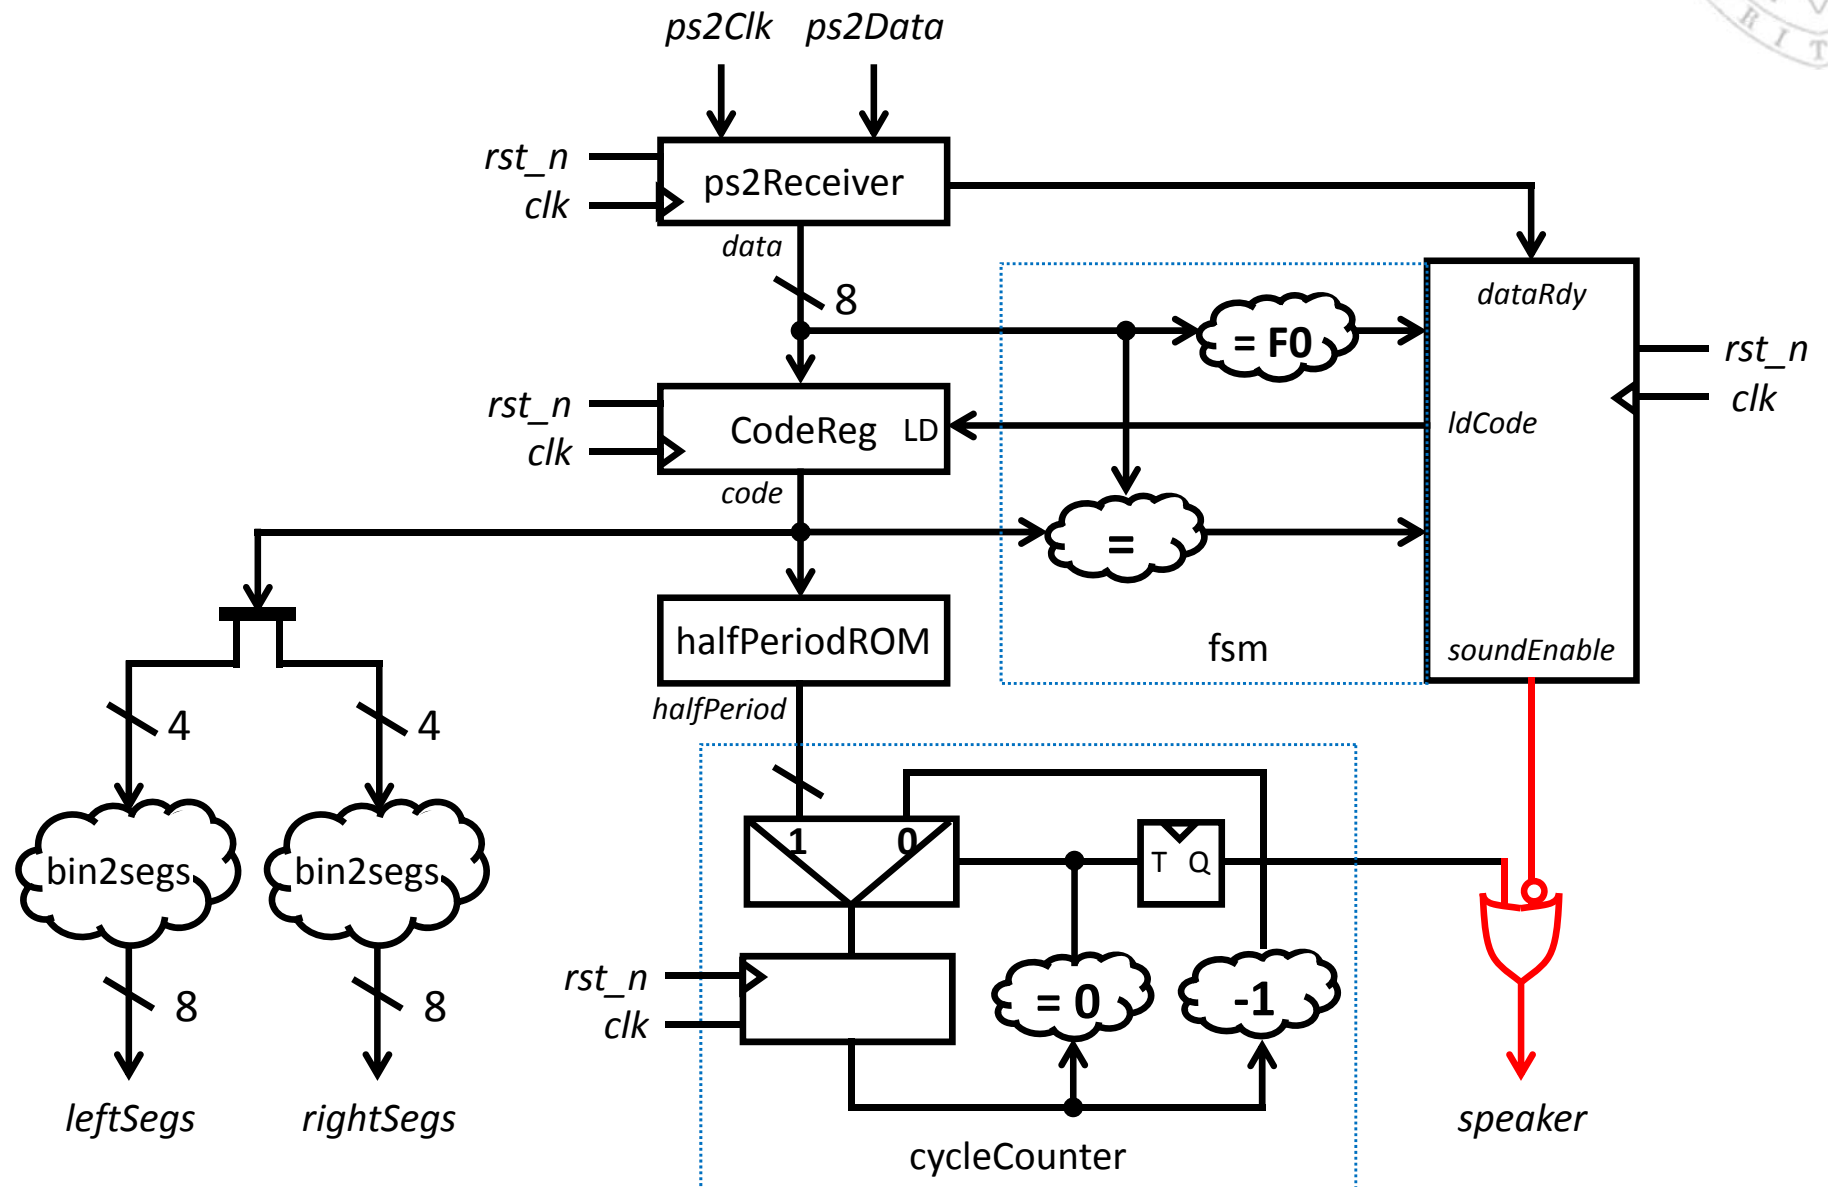 ps2Clk ps2Data
R I T
rst_n
clk
ps2Receiver
data
8
dataRdy
= F0
rst_n
clk
rst_n
clk
CodeReg LD
ldCode
code
=
halfPeriodROM
fsm
soundEnable
halfPeriod
4
4
1 0
T Q
bin2segs
bin2segs
rst_n
clk
= 0
-1
8
8
leftSegs
rightSegs
speaker
cycleCounter